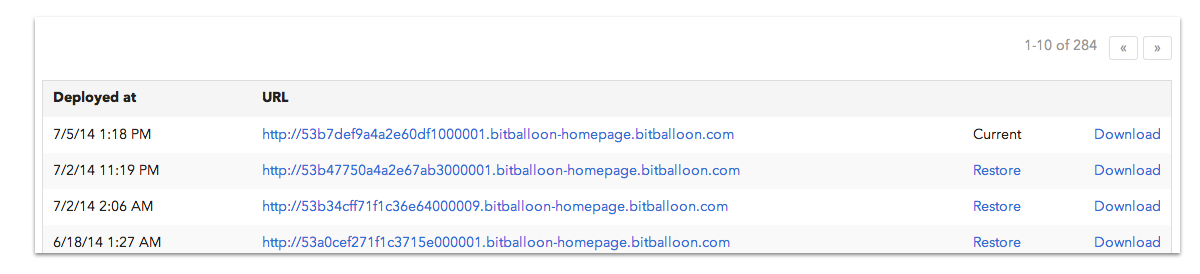 1-10 of 284 « »
Deployed at URL
7/5/14 1:18 PM http://53b7def9a4a2e60df1000001.bitballoon-homepage.bitballoon.com Current Download
7/2/14 11:19 PM http://53b47750a4a2e67ab3000001.bitballoon-homepage.bitballoon.com Restore Download
7/2/14 2:06 AM http://53b34cff71f1c36e64000009.bitballoon-homepage.bitballoon.com Restore Download
6/18/14 1:27 AM http://53a0cef271f1c3715e000001.bitballoon-homepage.bitballoon.com Restore Download